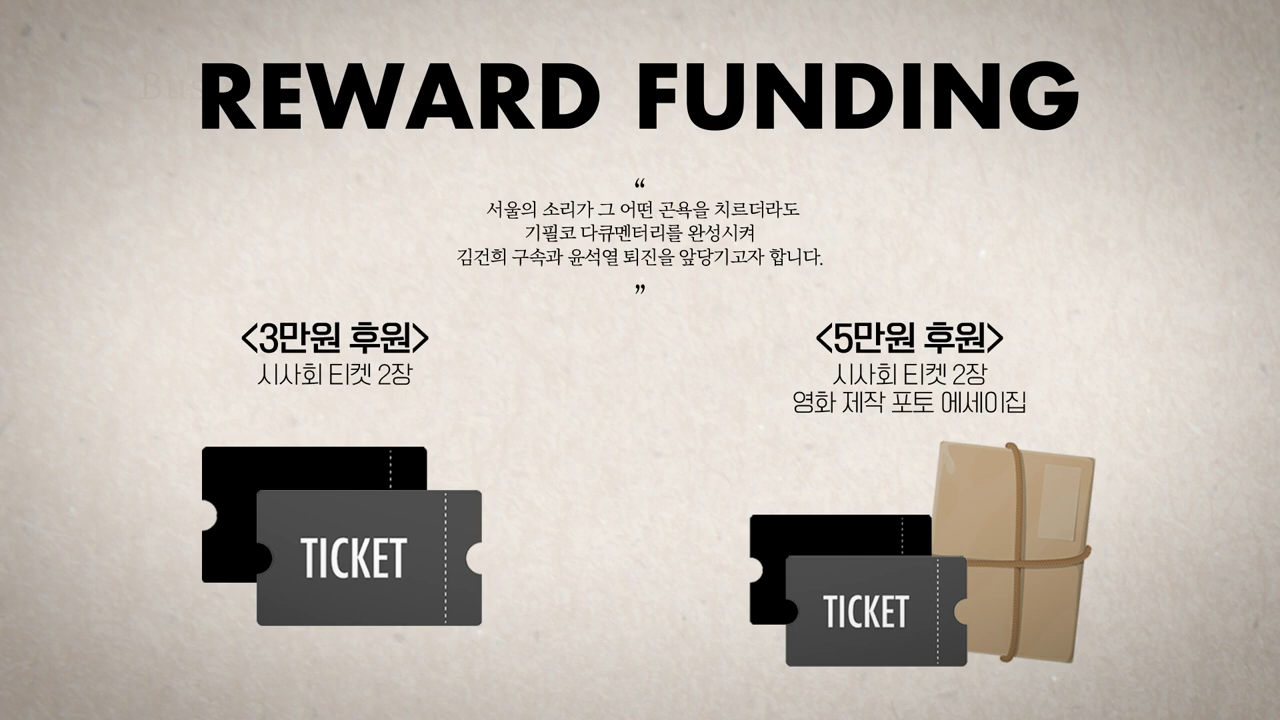 REWARD FUNDING
“
서울의 소리가 그 어떤 곤욕을 치르더라도
기필코 다큐멘터리를 완성시켜
김건희 구속과 윤석열 퇴진을 앞당기고자 합니다.
”
<3만원 후원>
시사회 티켓 2장
TICKET
<5만원 후원>
시사회 티켓 2장
영화 제작 포토 에세이집
TICKET